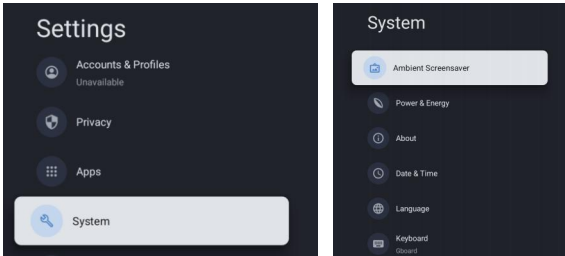 Settings
Accounts & Profiles
Unavailable
Privacy
Apps
System
System
Ambient Screensaver
Power & Energy
About
Date & Time
Language
Keyboard
Gboard